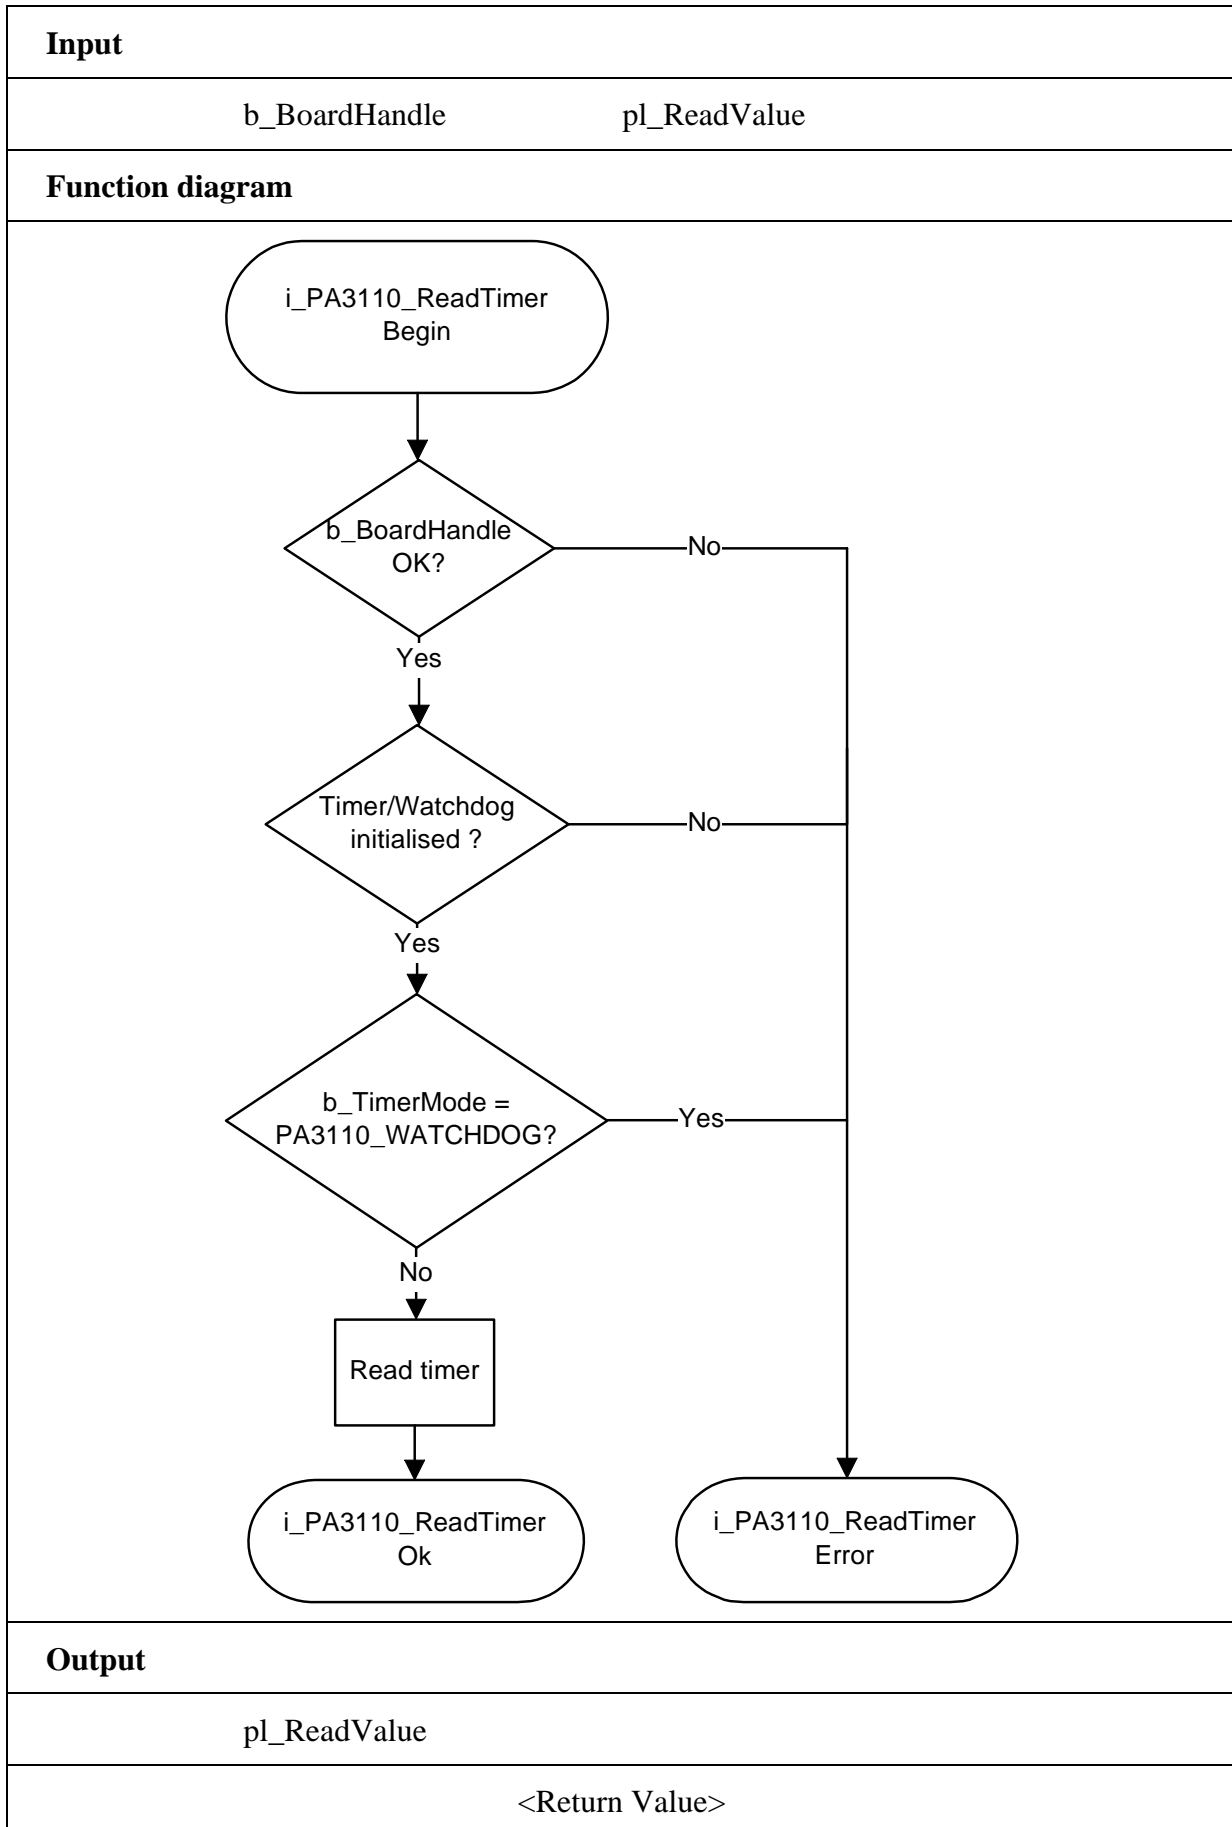 Input
b_BoardHandle pl_ReadValue
Function diagram
i_PA3110_ReadTimer
Begin
b_BoardHandle
OK?
No
Yes
Timer/Watchdog
initialised ?
No
Yes
b_TimerMode =
PA3110_WATCHDOG?
Yes
No
Read timer
i_PA3110_ReadTimer
Ok
i_PA3110_ReadTimer
Error
Output
pl_ReadValue
<Return Value>